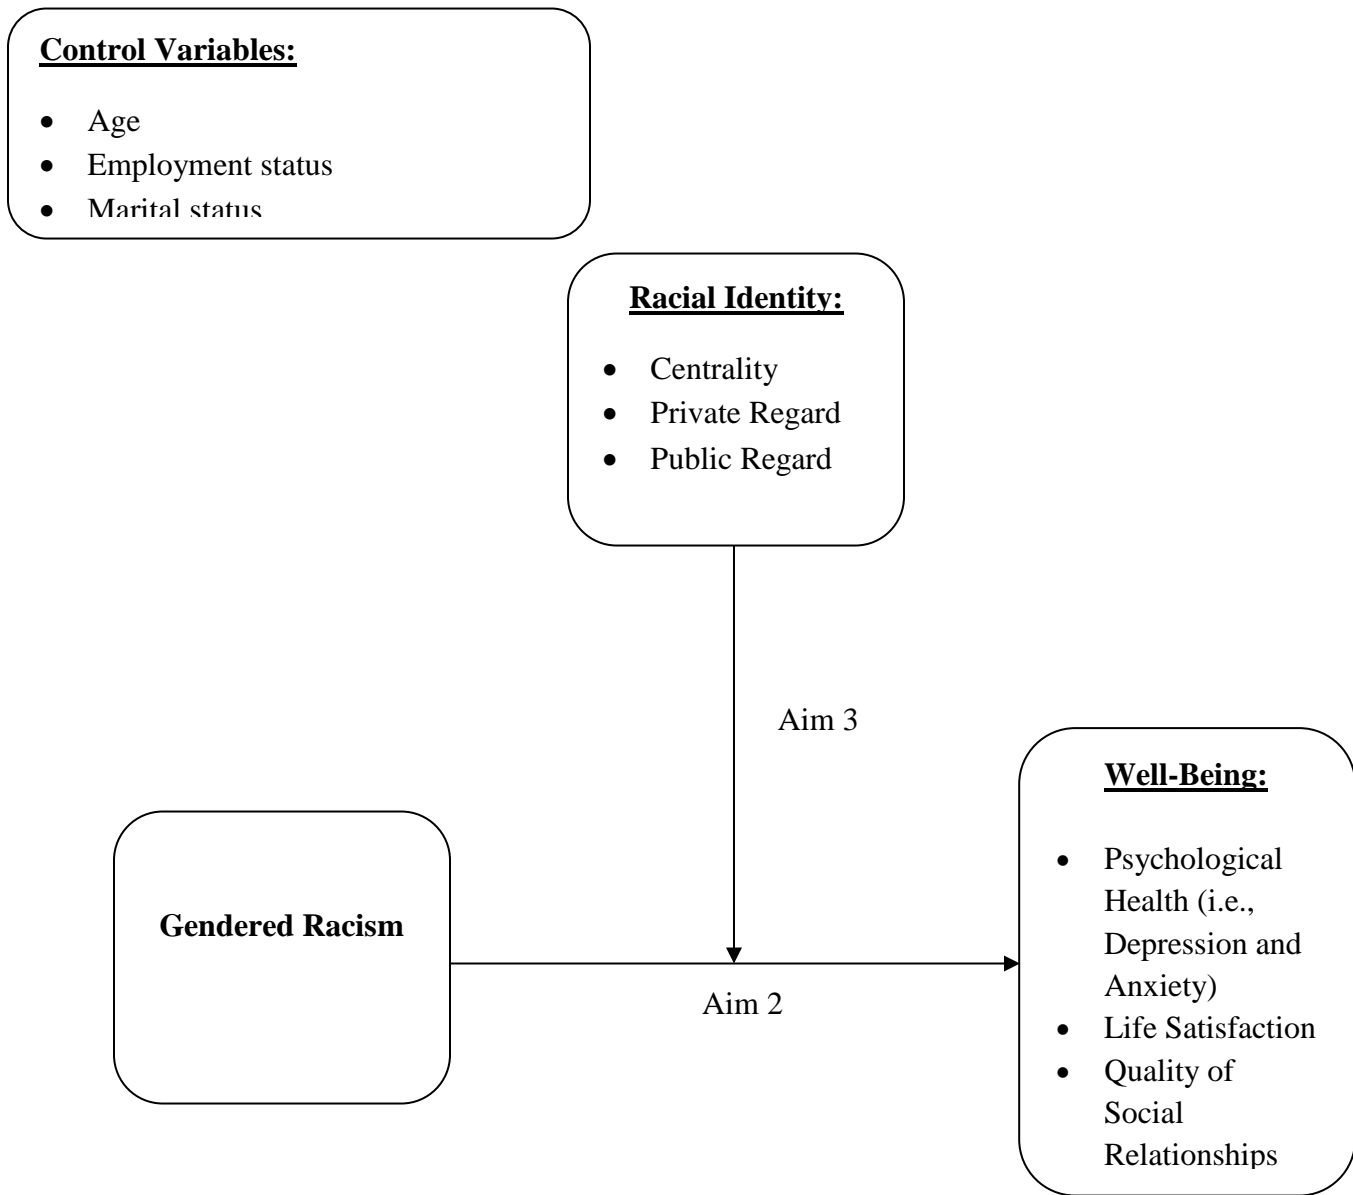 Control Variables:
• Age
• Employment status
• Marital status
Racial Identity:
• Centrality
• Private Regard
• Public Regard
Aim 3
Well-Being:
• Psychological
Health (i.e.,
Depression and
Anxiety)
• Life Satisfaction
• Quality of
Social
Relationships
Gendered Racism
Aim 2